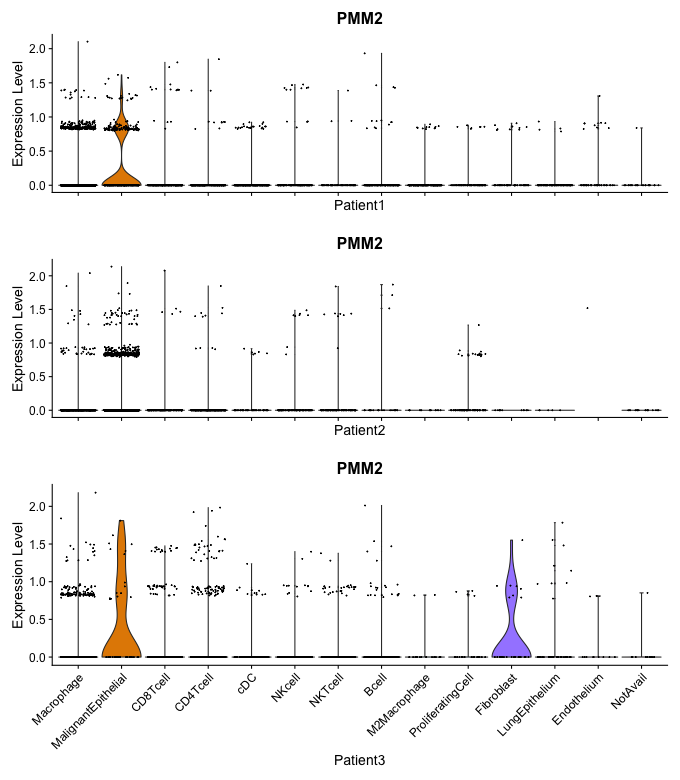 PMM2
Expression Level
2.0
1.5
1.0
0.5
0.0
Patient1
PMM2
Expression Level
2.0
1.5
1.0
0.5
0.0
Patient2
PMM2
Expression Level
2.0
1.5
1.0
0.5
0.0
Macrophage
MalignantEpithelial
CD8Tcell
CD4Tcell
cDC
NKcell
NKTcell
Bcell
M2Macrophage
ProliferatingCell
Fibroblast
LungEpithelium
Endothelium
NotAvail
Patient3